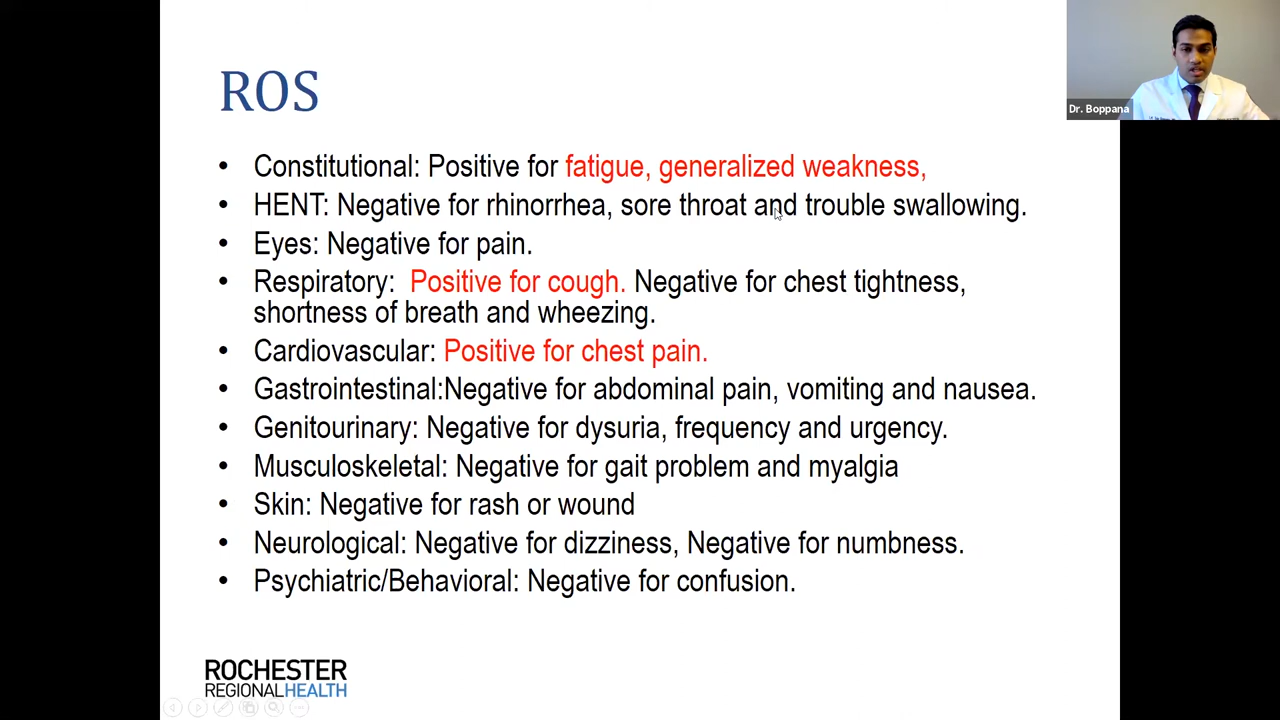 ROS
• Constitutional: Positive for fatigue, generalized weakness,
• HENT: Negative for rhinorrhea, sore throat and trouble swallowing.
• Eyes: Negative for pain.
• Respiratory: Positive for cough. Negative for chest tightness,
shortness of breath and wheezing.
• Cardiovascular: Positive for chest pain.
• Gastrointestinal:Negative for abdominal pain, vomiting and nausea.
• Genitourinary: Negative for dysuria, frequency and urgency.
• Musculoskeletal: Negative for gait problem and myalgia
• Skin: Negative for rash or wound
• Neurological: Negative for dizziness, Negative for numbness.
• Psychiatric/Behavioral: Negative for confusion.
ROCHESTER
REGIONALHEALTH
Dr. Boppana